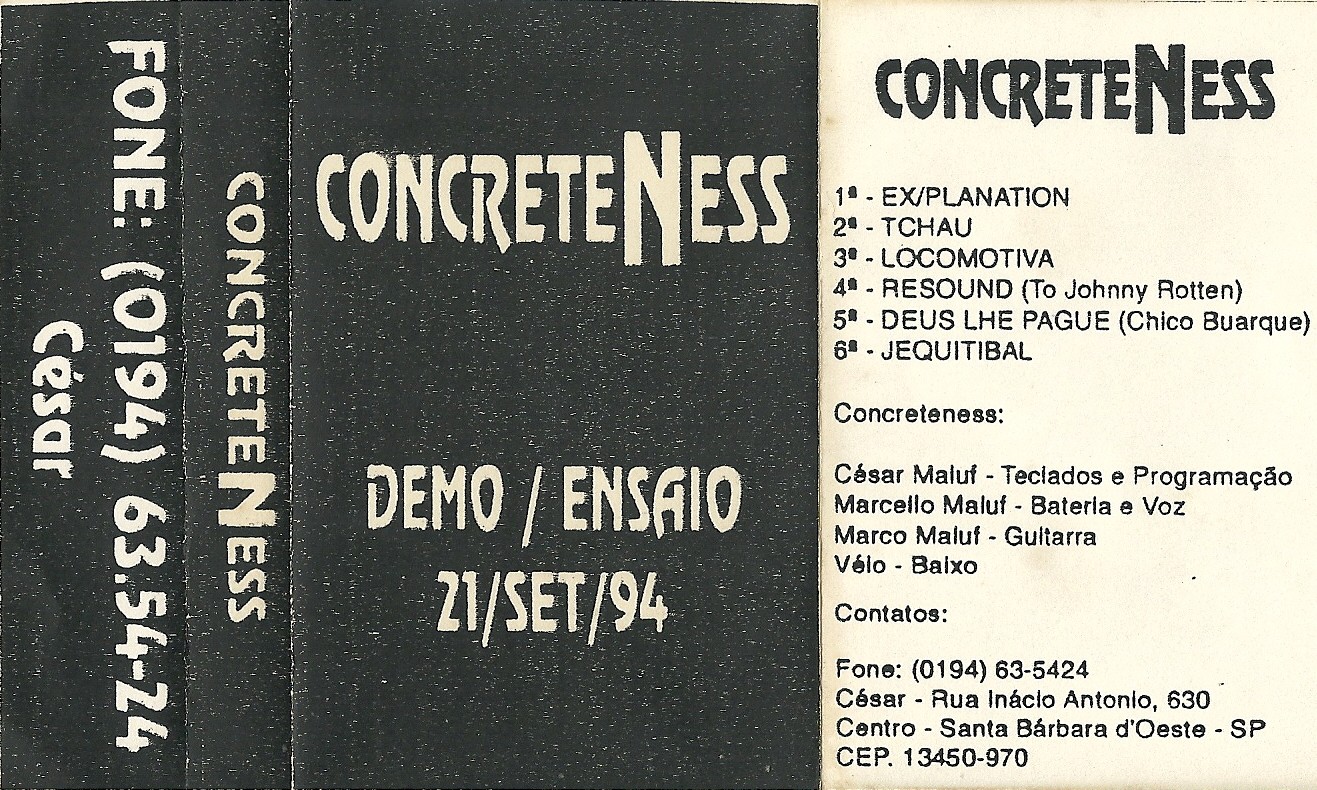 FONE: (0194) 63.54-24
César
CONCRETENESS
CONCRETENESS
DEMO / ENSAIO
21/SET/94
CONCRETENESS
1ª - EX/PLANATION
2ª - TCHAU
3ª - LOCOMOTIVA
4ª - RESOUND (To Johnny Rotten)
5ª - DEUS LHE PAGUE (Chico Buarque)
6ª - JEQUITIBAL
Concreteness:
César Maluf - Teclados e Programação
Marcello Maluf - Bateria e Voz
Marco Maluf - Guitarra
Vélo - Baixo
Contatos:
Fone: (0194) 63-5424
César - Rua Inácio Antonio, 630
Centro - Santa Bárbara d'Oeste - SP
CEP. 13450-970